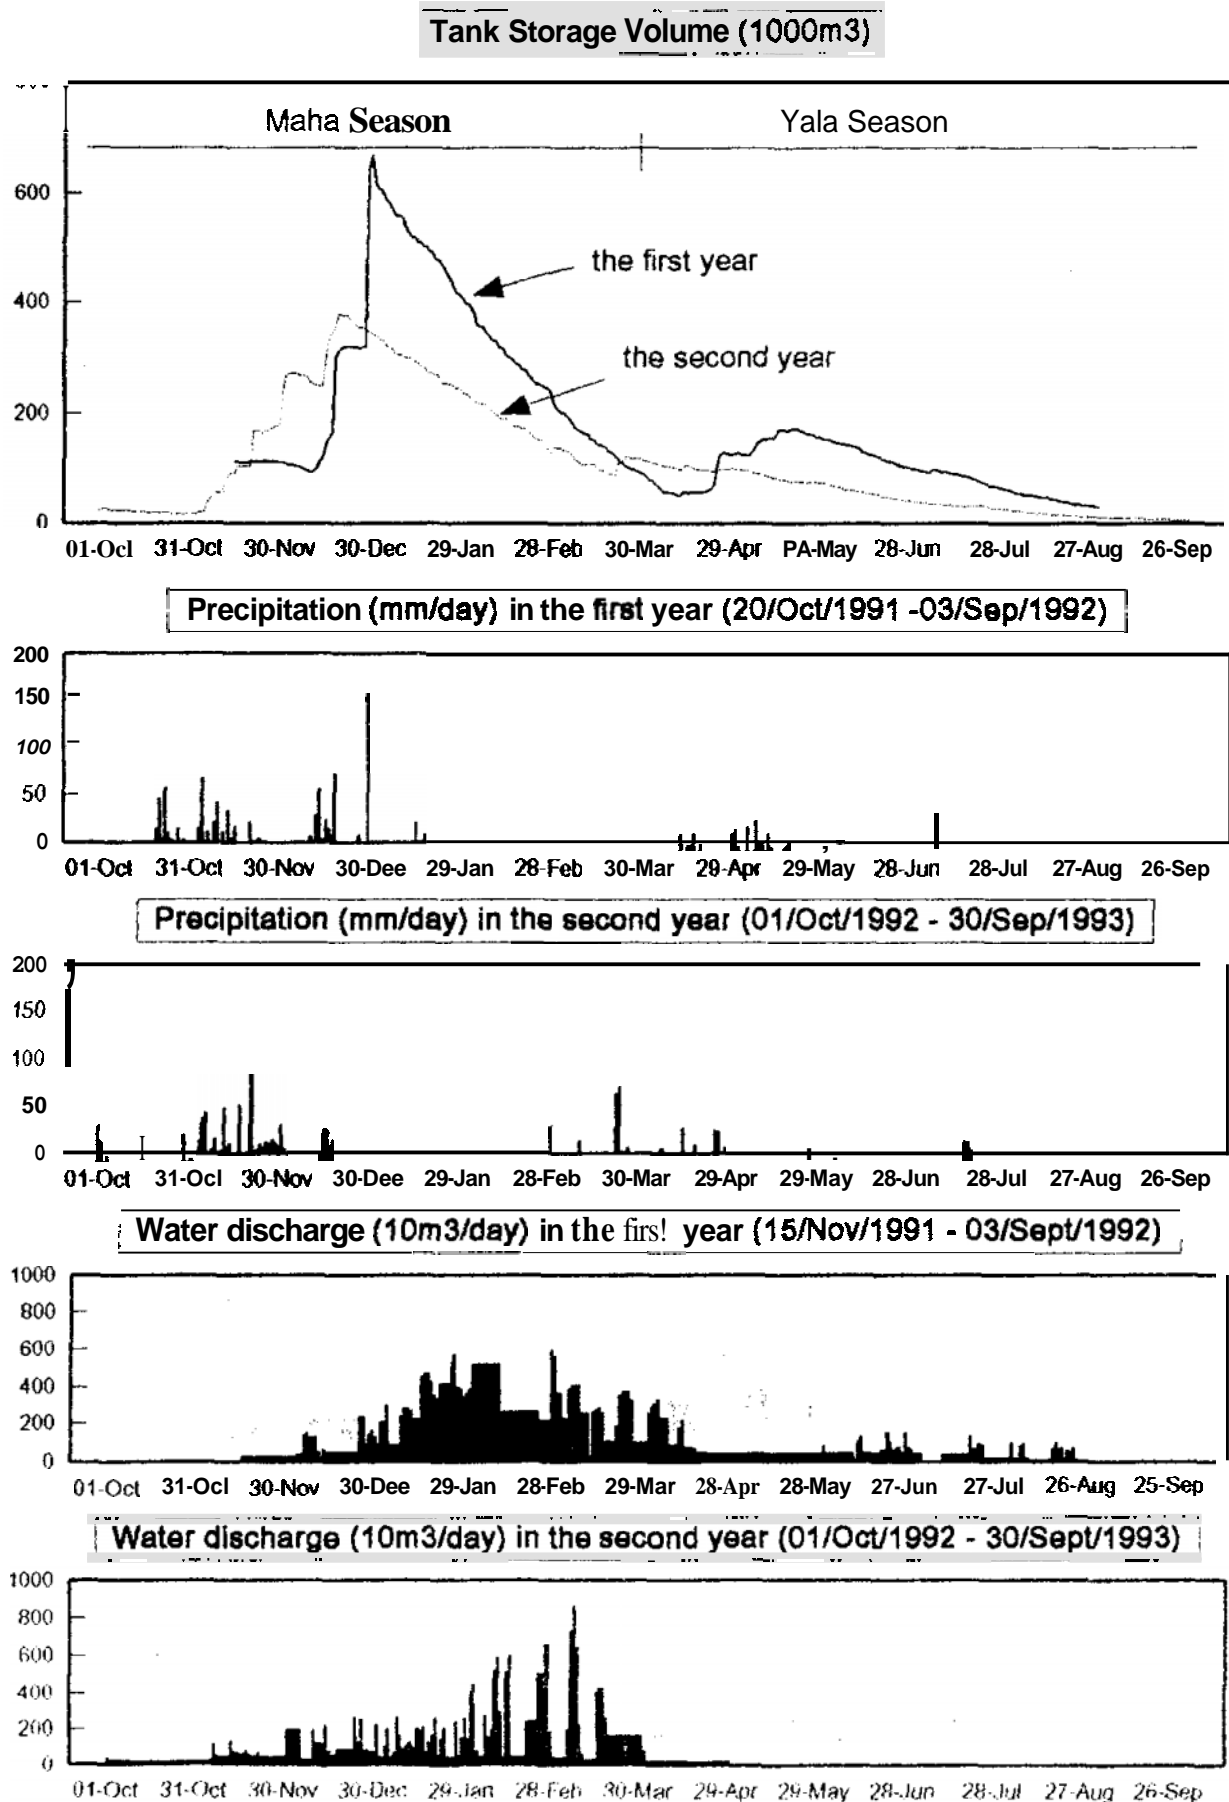 Tank Storage Volume (1000m3)
Maha Season Yala Season
600
the first year
400
the second year
200
0
01-Ocl 31-Oct 30-Nov 30-Dec 29-Jan 28-Feb 30-Mar 29-Apr PA-May 28-Jun 28-Jul 27-Aug 26-Sep
Precipitation (mm/day) in the first year (20/Oct/1991 -03/Sep/1992)
200
150
100
50
0
01-Oct 31-Oct 30-Nov 30-Dee 29-Jan 28-Feb 30-Mar 29-Apr 29-May 28-Jun 28-Jul 27-Aug 26-Sep
Precipitation (mm/day) in the second year (01/Oct/1992 - 30/Sep/1993)
200
150
100
50
0
01-Oct 31-Ocl 30-Nov 30-Dee 29-Jan 28-Feb 30-Mar 29-Apr 29-May 28-Jun 28-Jul 27-Aug 26-Sep
Water discharge (10m3/day) in the firs! year (15/Nov/1991 - 03/Sept/1992)
1000
800
600
400
200
0
01-Oct 31-Ocl 30-Nov 30-Dee 29-Jan 28-Feb 29-Mar 28-Apr 28-May 27-Jun 27-Jul 26-Aug 25-Sep
Water discharge (10m3/day) in the second year (01/Oct/1992 - 30/Sept/1993)
1000
800
600
400
200
0
01-Oct 31-Oct 30-Nov 30-Dec 29-Jan 28-Feb 30-Mar 29-Apr 29-May 28-Jun 28-Jul 27-Aug 26-Sep